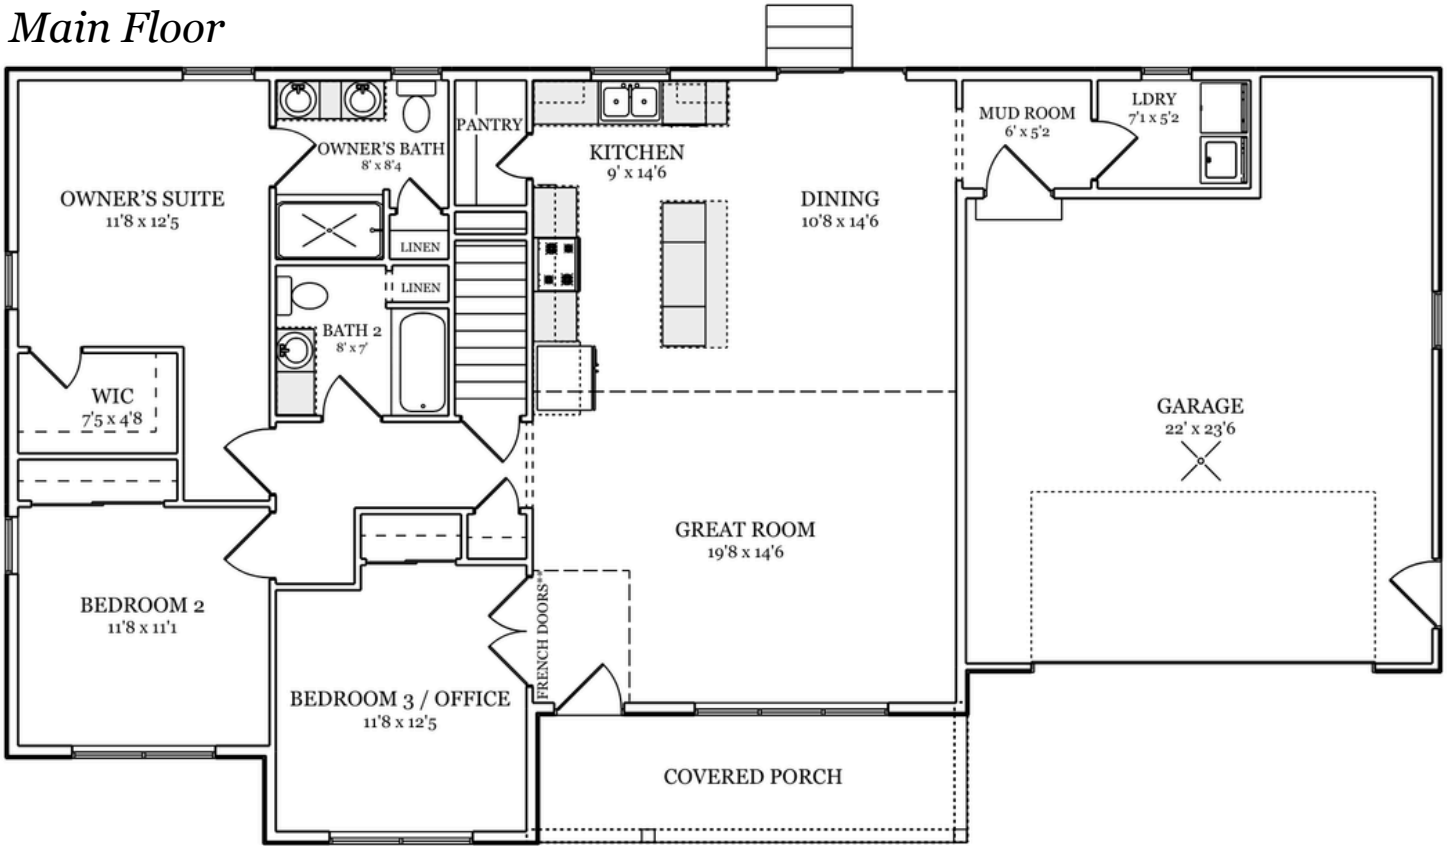 Main Floor
PANTRY
OWNER'S BATH
8' x 8'4
KITCHEN
9' x 14'6
MUD ROOM
6' x 5'2
LDRY
7'1 x 5'2
OWNER'S SUITE
11'8 x 12'5
DINING
10'8 x 14'6
LINEN
LINEN
BATH 2
8' x 7'
WIC
7'5 x 4'8
GARAGE
22' x 23'6
GREAT ROOM
19'8 x 14'6
BEDROOM 2
11'8 x 11'1
FRENCH DOORS**
BEDROOM 3 / OFFICE
11'8 x 12'5
COVERED PORCH